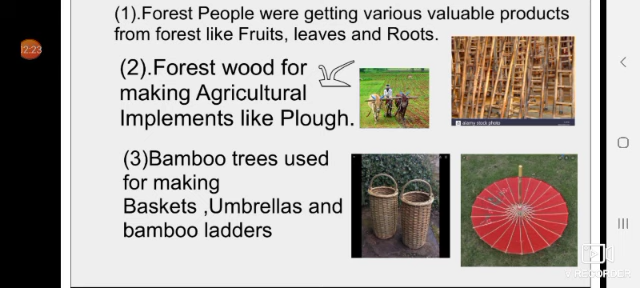 (1).Forest People were getting various valuable products
from forest like Fruits, leaves and Roots.
(2).Forest wood for
making Agricultural
Implements like Plough.
(3)Bamboo trees used
for making
Baskets ,Umbrellas and
bamboo ladders
12:23
alamy stock photo
RECORDER